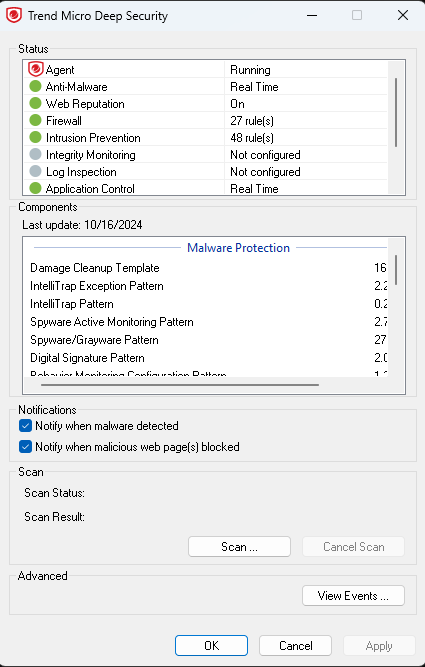 Trend Micro Deep Security
Status
Agent Running
Anti-Malware Real Time
Web Reputation On
Firewall 27 rule(s)
Intrusion Prevention 48 rule(s)
Integrity Monitoring Not configured
Log Inspection Not configured
Application Control Real Time
Components
Last update: 10/16/2024
Malware Protection
Damage Cleanup Template 16
IntelliTrap Exception Pattern 2.2
IntelliTrap Pattern 0.2
Spyware Active Monitoring Pattern 2.7
Spyware/Grayware Pattern 27
Digital Signature Pattern 2.0
Behavior Monitoring Configuration Pattern
Notifications
Notify when malware detected
Notify when malicious web page(s) blocked
Scan
Scan Status:
Scan Result:
Scan ... Cancel Scan
Advanced
View Events ...
OK Cancel Apply